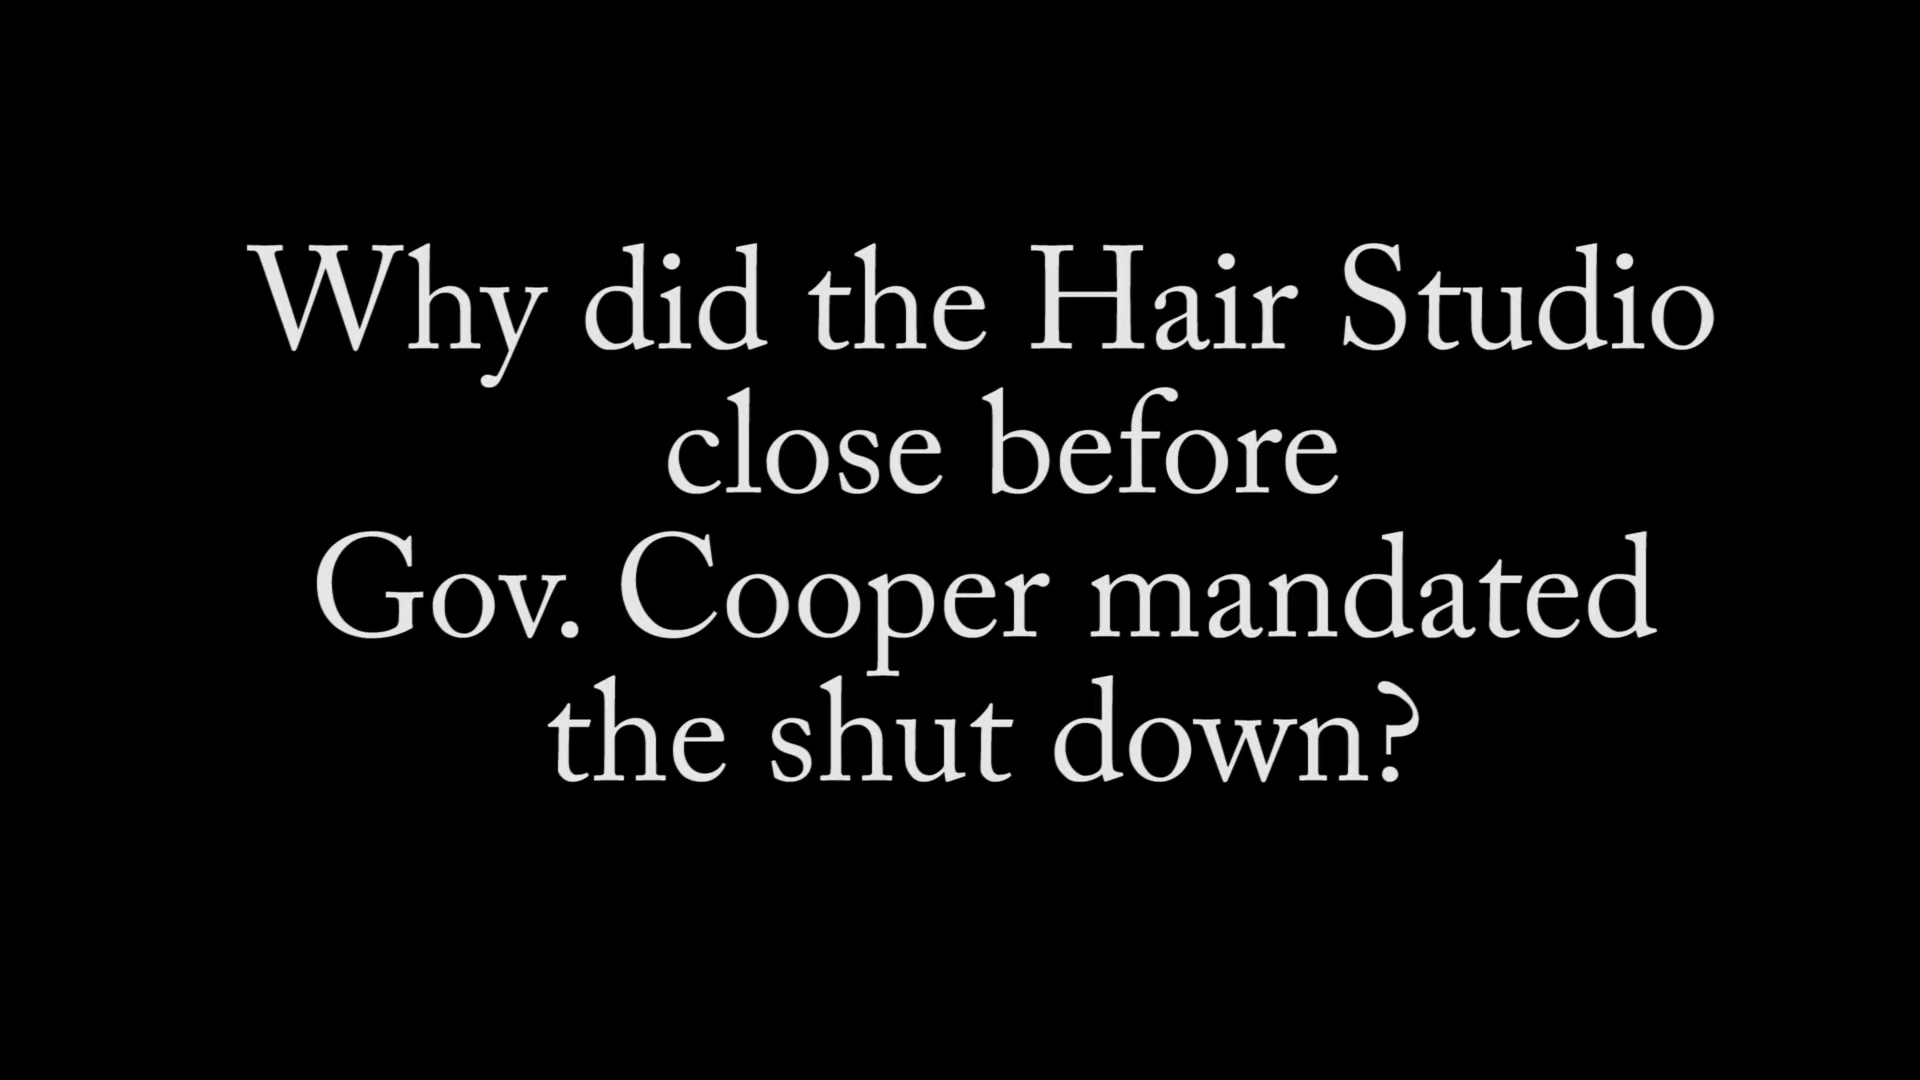 Why did the Hair Studio
close before
Gov. Cooper mandated
the shut down?